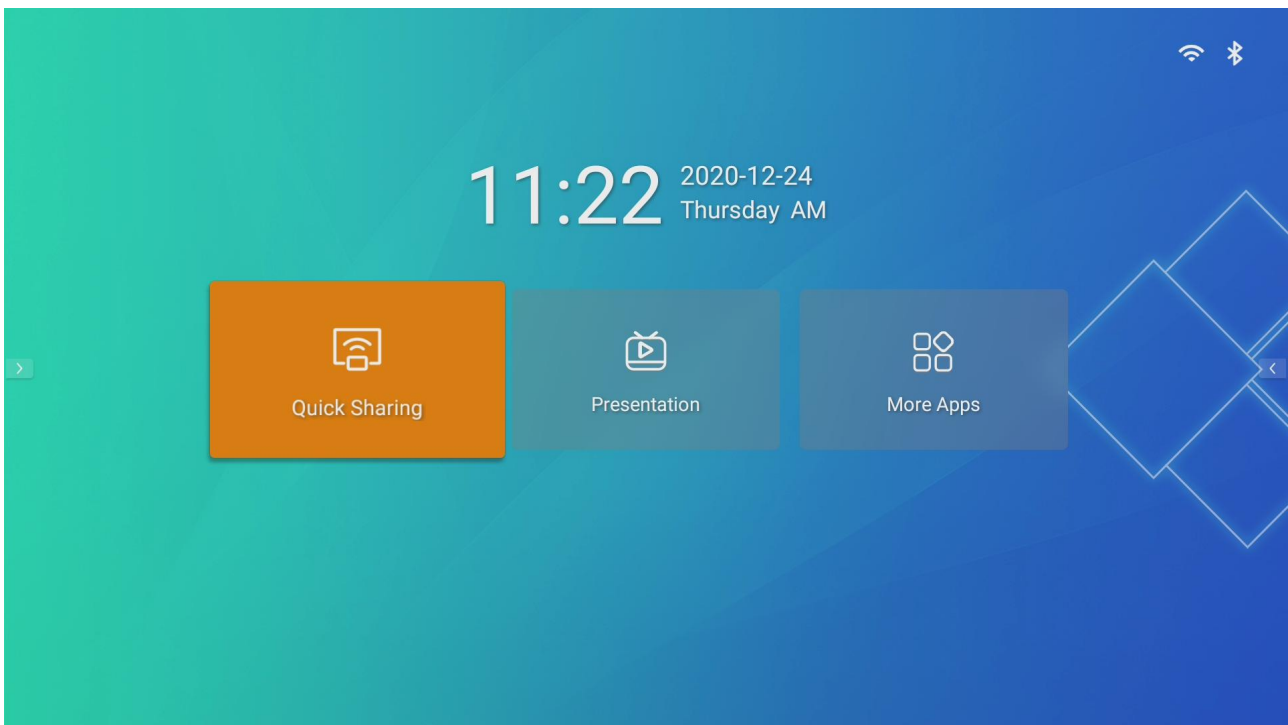 11:22
2020-12-24
Thursday AM
Quick Sharing
Presentation
More Apps